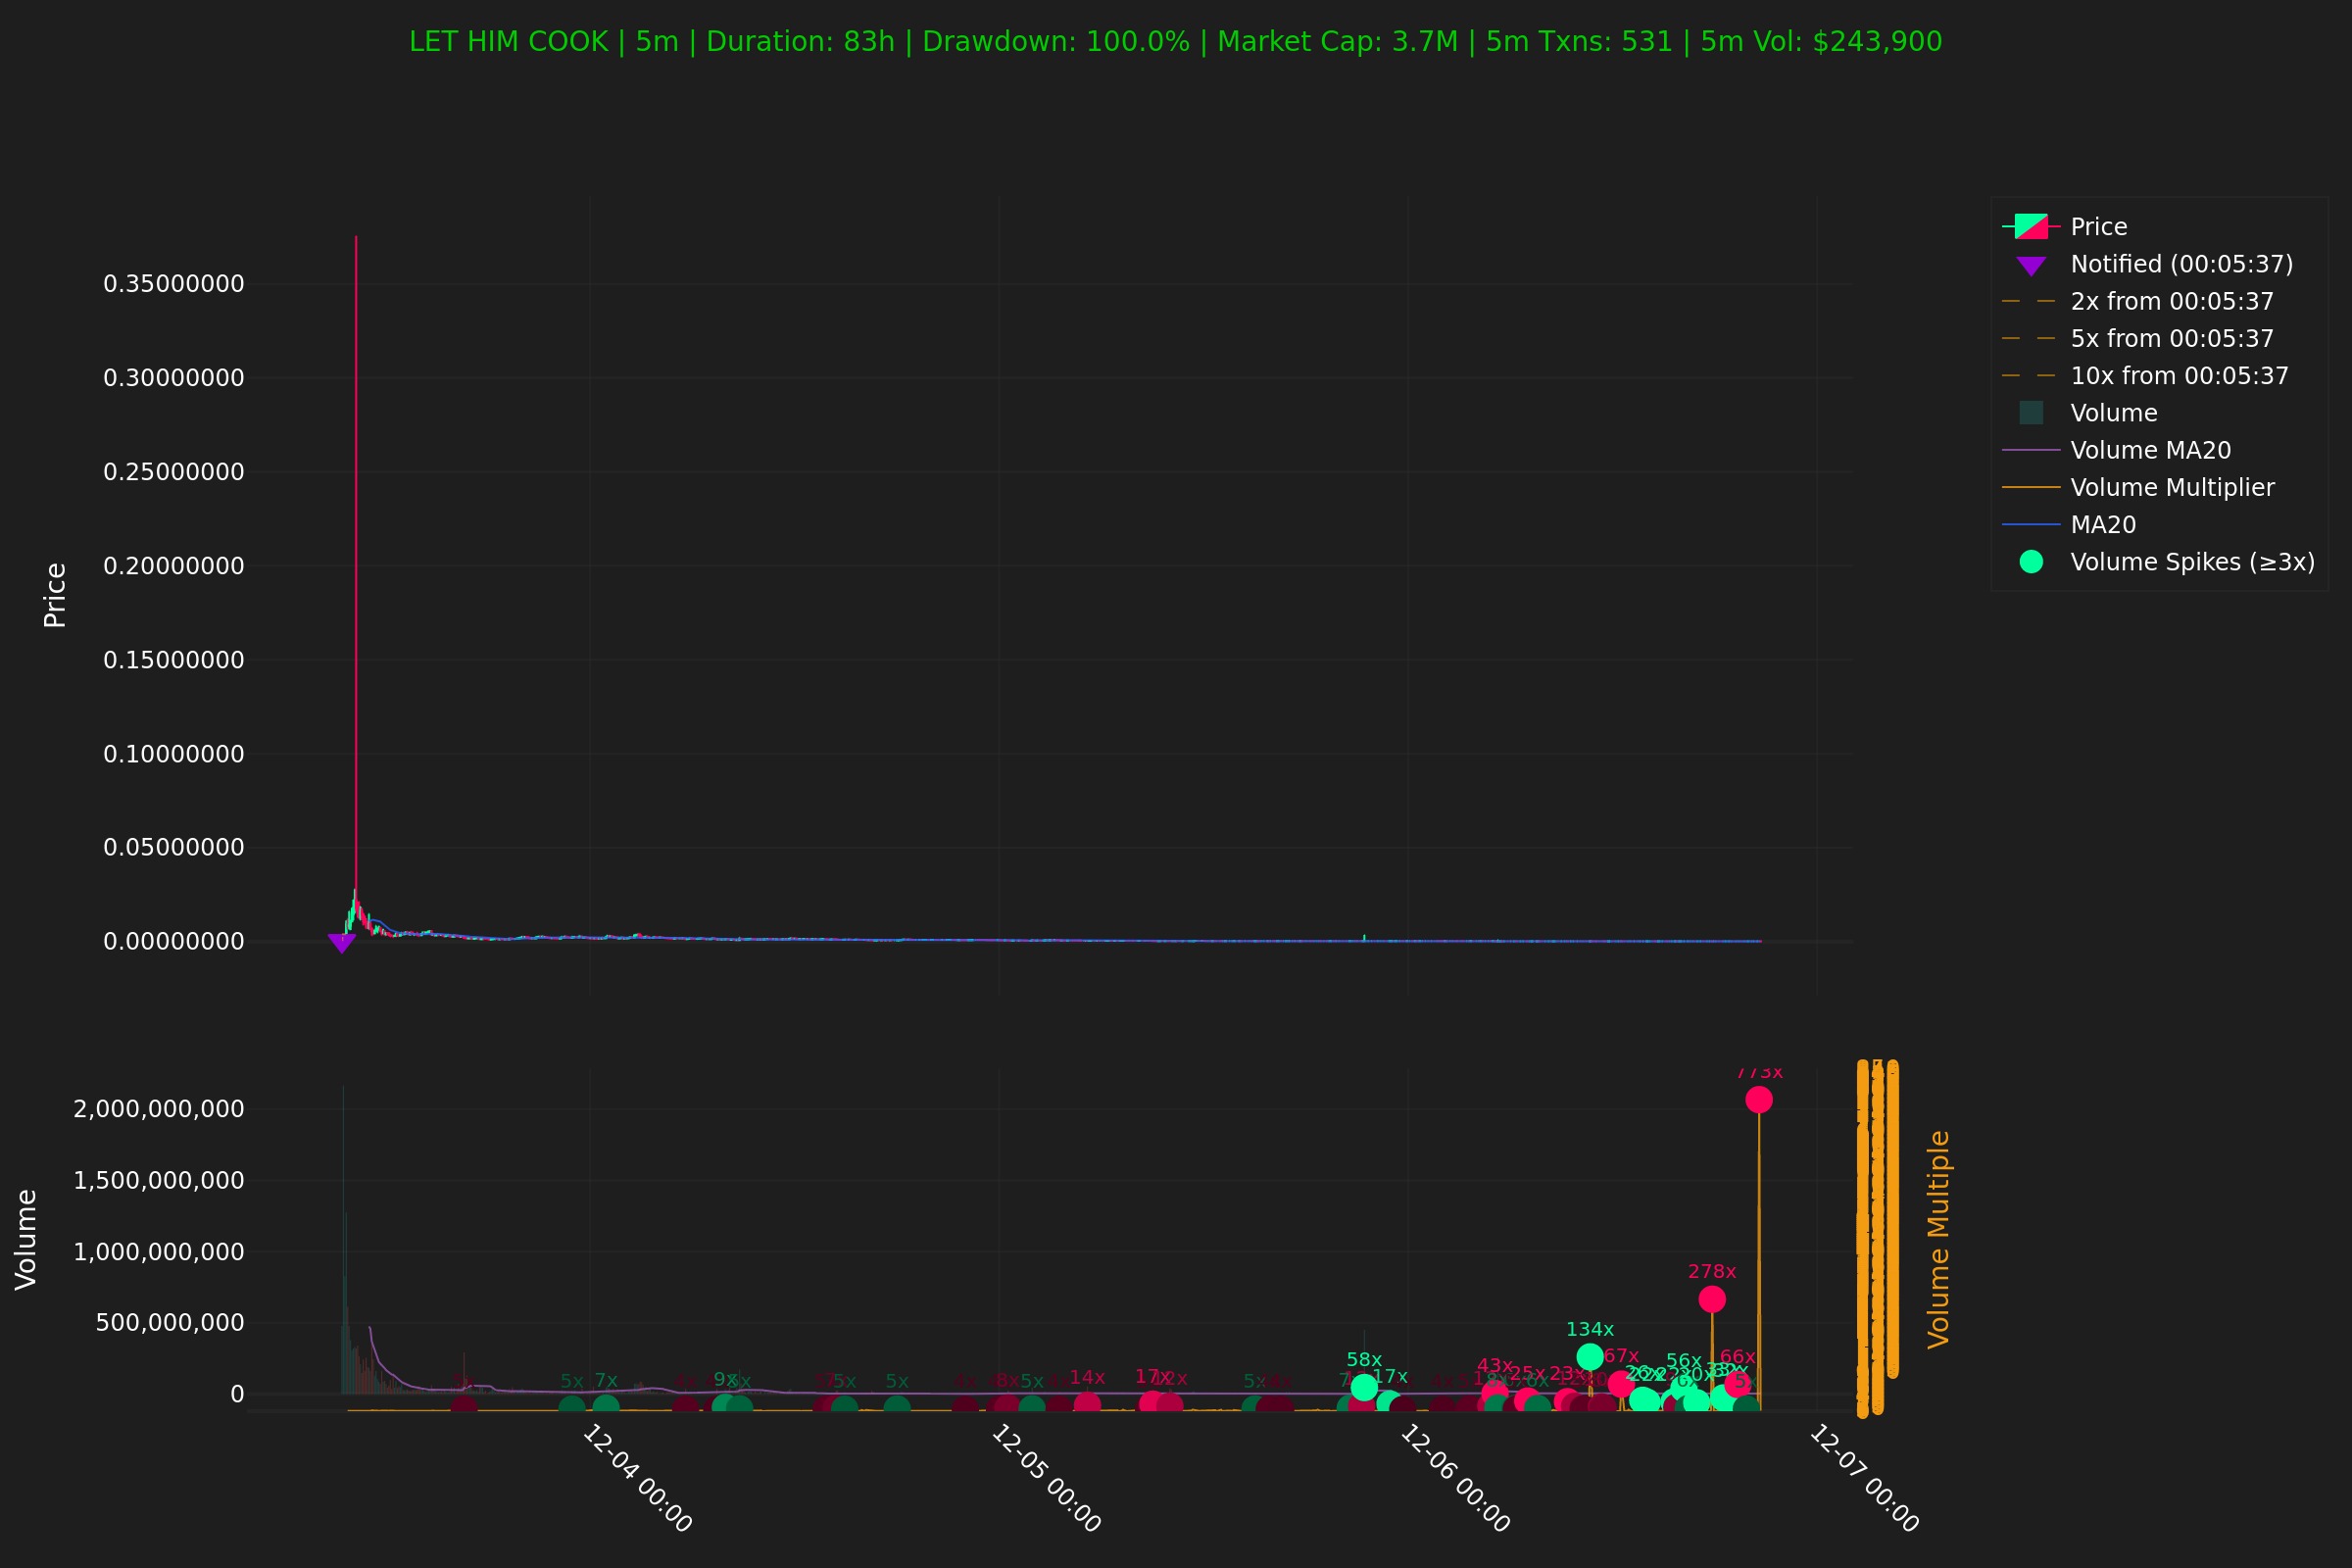 LET HIM COOK | 5m | Duration: 83h | Drawdown: 100.0% | Market Cap: 3.7M | 5m Txns: 531 | 5m Vol: $243,900
Price
0.35000000
0.30000000
0.25000000
0.20000000
0.15000000
0.10000000
0.05000000
0.00000000
Price
Notified (00:05:37)
2x from 00:05:37
5x from 00:05:37
10x from 00:05:37
Volume
Volume MA20
Volume Multiplier
MA20
Volume Spikes (≥3x)
Volume
2,000,000,000
1,500,000,000
1,000,000,000
500,000,000
0
773x
278x
134x
67x
66x
56x
58x
43x
17x
25x
23x
5x
7x
9x
5x
5x
8x
5x
14x
17x
12x
5x
Volume Multiple
12-04 00:00
12-05 00:00
12-06 00:00
12-07 00:00